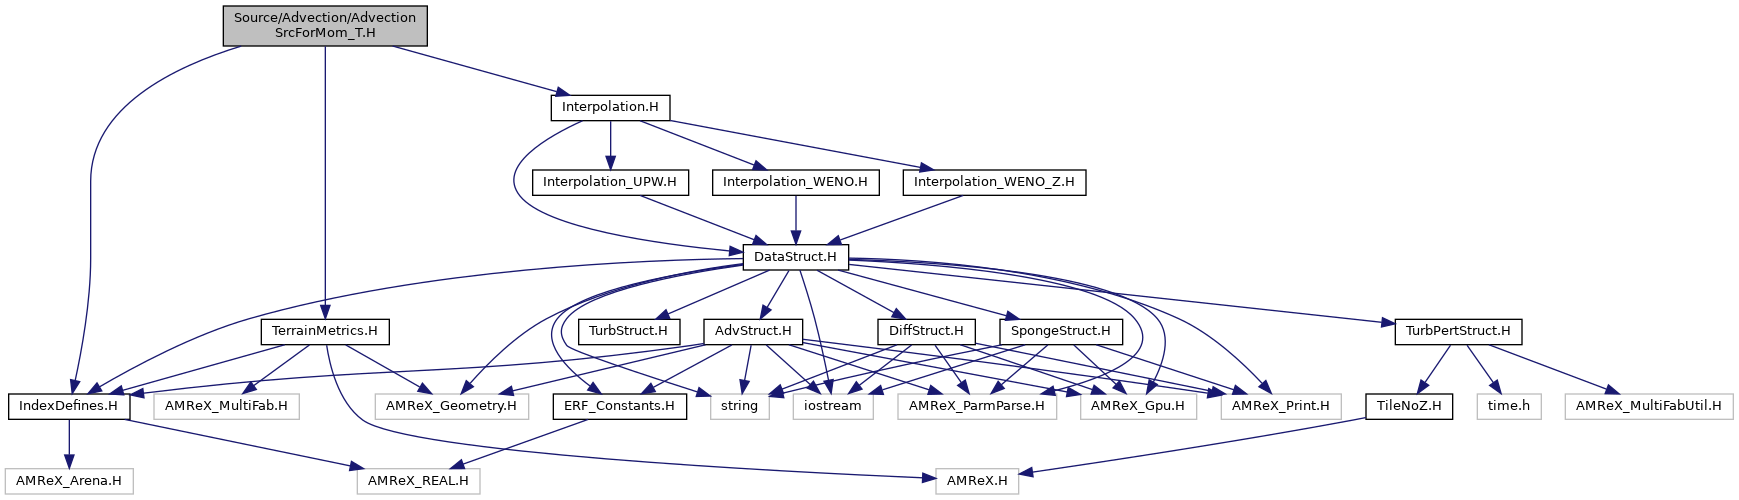 Source/Advection/Advection
SrcForMom_T.H
Interpolation.H
Interpolation_UPW.H
Interpolation_WENO.H
Interpolation_WENO_Z.H
DataStruct.H
TerrainMetrics.H
TurbStruct.H
AdvStruct.H
DiffStruct.H
SpongeStruct.H
TurbPertStruct.H
IndexDefines.H
AMReX_MultiFab.H
AMReX_Geometry.H
ERF_Constants.H
string
iostream
AMReX_ParmParse.H
AMReX_Gpu.H
AMReX_Print.H
TileNoZ.H
time.h
AMReX_MultiFabUtil.H
AMReX_Arena.H
AMReX_REAL.H
AMReX.H